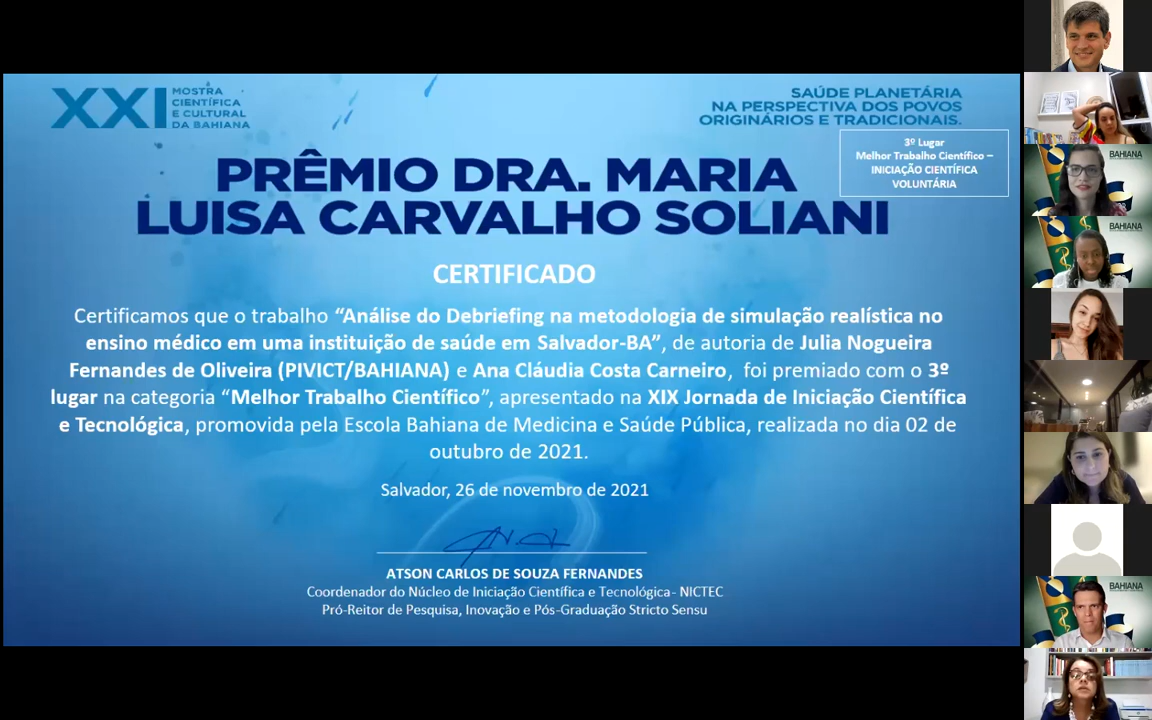 XXI MOSTRA
CIENTÍFICA
E CULTURAL
DA BAHIANA
SAÚDE PLANETÁRIA
NA PERSPECTIVA DOS POVOS
ORIGINÁRIOS E TRADICIONAIS.
3º Lugar
Melhor Trabalho Científico –
INICIAÇÃO CIENTÍFICA
VOLUNTÁRIA
PRÊMIO DRA. MARIA
LUISA CARVALHO SOLIANI
CERTIFICADO
Certificamos que o trabalho “Análise do Debriefing na metodologia de simulação realística no
ensino médico em uma instituição de saúde em Salvador-BA”, de autoria de Julia Nogueira
Fernandes de Oliveira (PIVICT/BAHIANA) e Ana Cláudia Costa Carneiro, foi premiado com o 3º
lugar na categoria “Melhor Trabalho Científico”, apresentado na XIX Jornada de Iniciação Científica
e Tecnológica, promovida pela Escola Bahiana de Medicina e Saúde Pública, realizada no dia 02 de
outubro de 2021.
Salvador, 26 de novembro de 2021
ATSON CARLOS DE SOUZA FERNANDES
Coordenador do Núcleo de Iniciação Científica e Tecnológica- NICTEC
Pró-Reitor de Pesquisa, Inovação e Pós-Graduação Stricto Sensu
BAHIANA
BAHIANA
BAHIANA